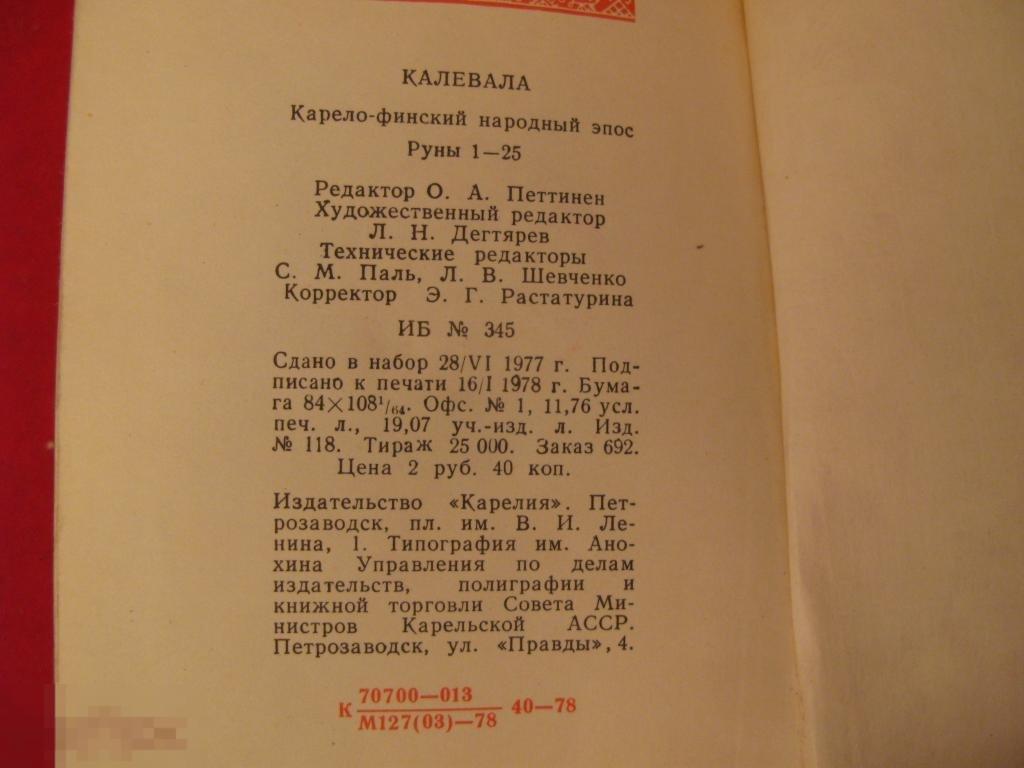 КАЛЕВАЛА
Карело-финский народный эпос
Руны 1—25
Редактор О. А. Петтинен
Художественный редактор
Л. Н. Дегтярев
Технические редакторы
С. М. Паль, Л. В. Шевченко
Корректор Э. Г. Растатурина
ИБ № 345
Сдано в набор 28/VI 1977 г. Под-
писано к печати 16/I 1978 г. Бума-
га 84×108¹/₆₄. Офс. № 1, 11,76 усл.
печ. л., 19,07 уч.-изд. л. Изд.
№ 118. Тираж 25 000. Заказ 692.
Цена 2 руб. 40 коп.
Издательство «Карелия». Пет-
розаводск, пл. им. В. И. Ле-
нина, 1. Типография им. Ано-
хина Управления по делам
издательств, полиграфии и
книжной торговли Совета Ми-
нистров Карельской АССР.
Петрозаводск, ул. «Правды», 4.
70700—013
К 40—78
М127(03)—78